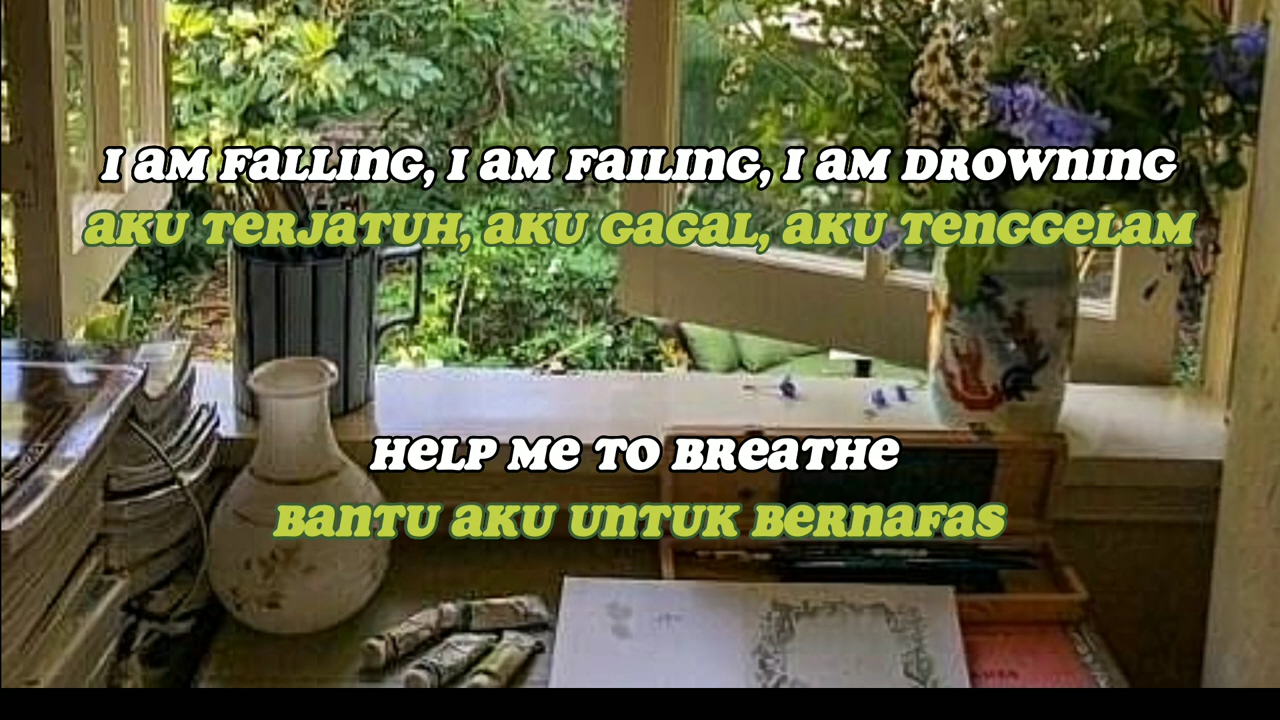 I AM FALLING, I AM FAILING, I AM DROWNING
AKU TERJATUH, AKU GAGAL, AKU TENGGELAM
HELP ME TO BREATHE
BANTU AKU UNTUK BERNAFAS